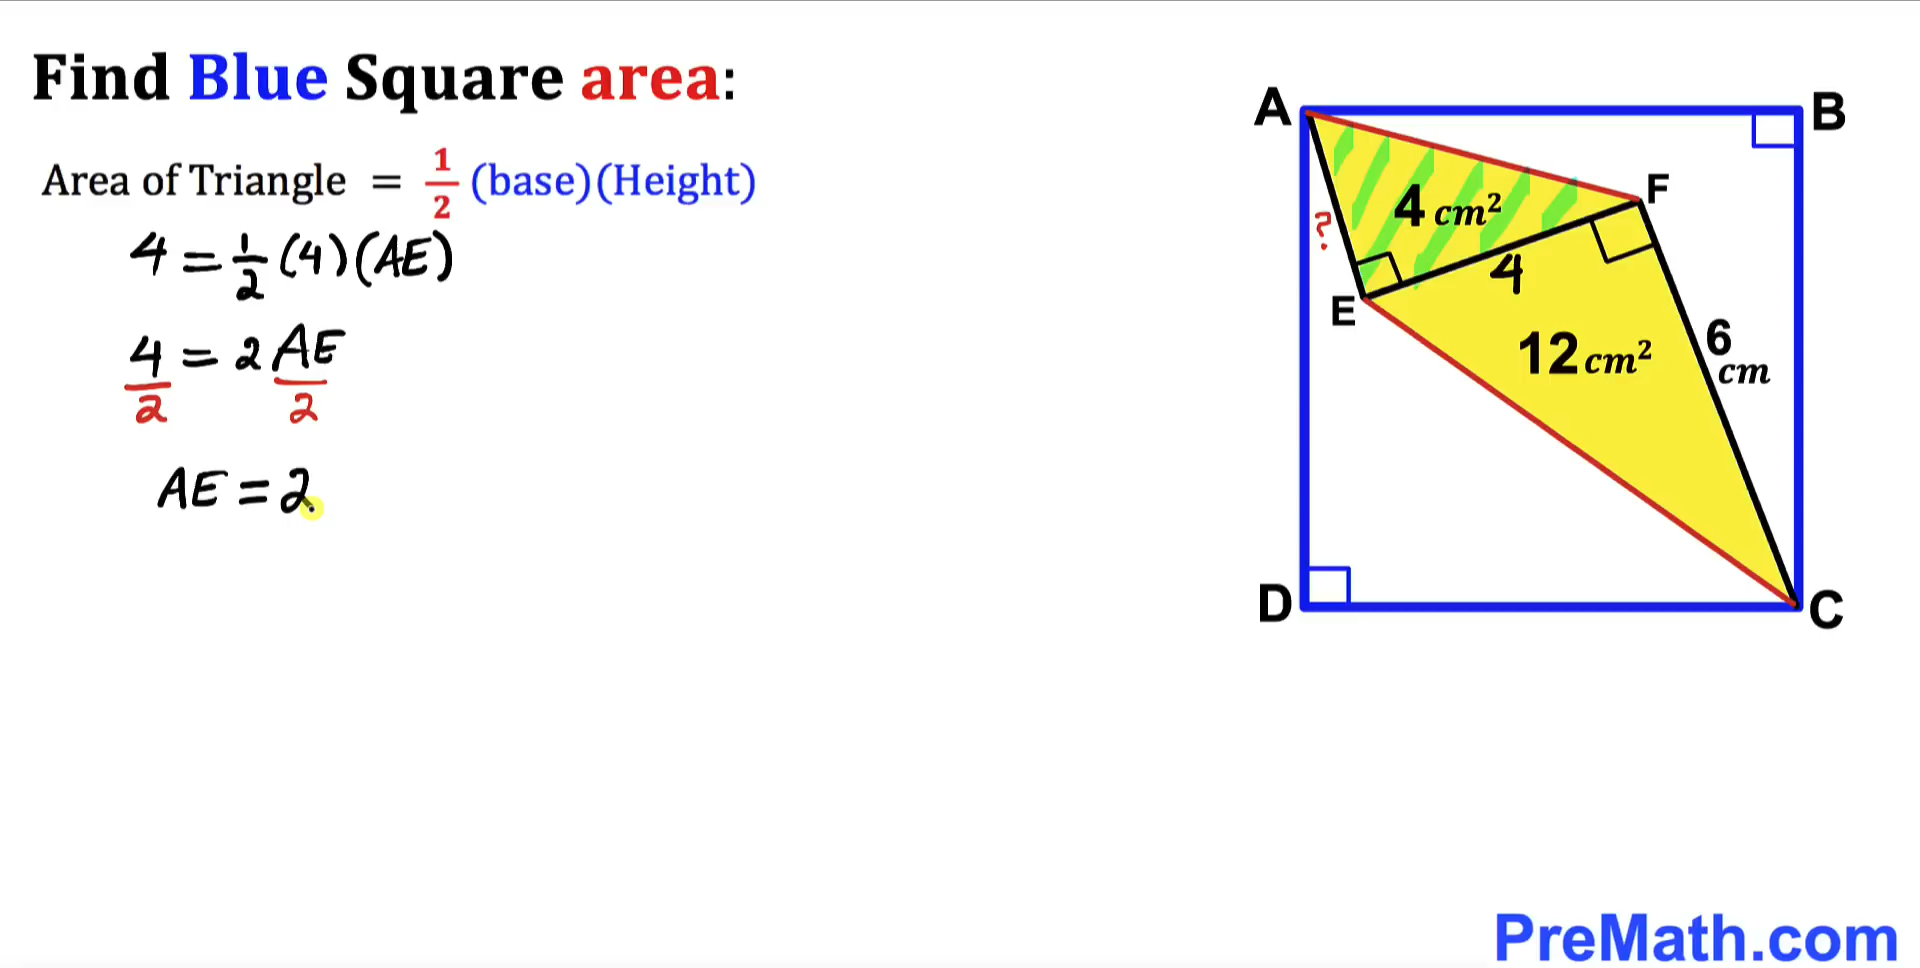 Find Blue Square area:
Area of Triangle = 1/2 (base)(Height)
4 = 1/2 (4)(AE)
4/2 = 2AE/2
AE = 2
A
B
F
4 cm²
?
4
E
12 cm²
6
cm
D
C
PreMath.com